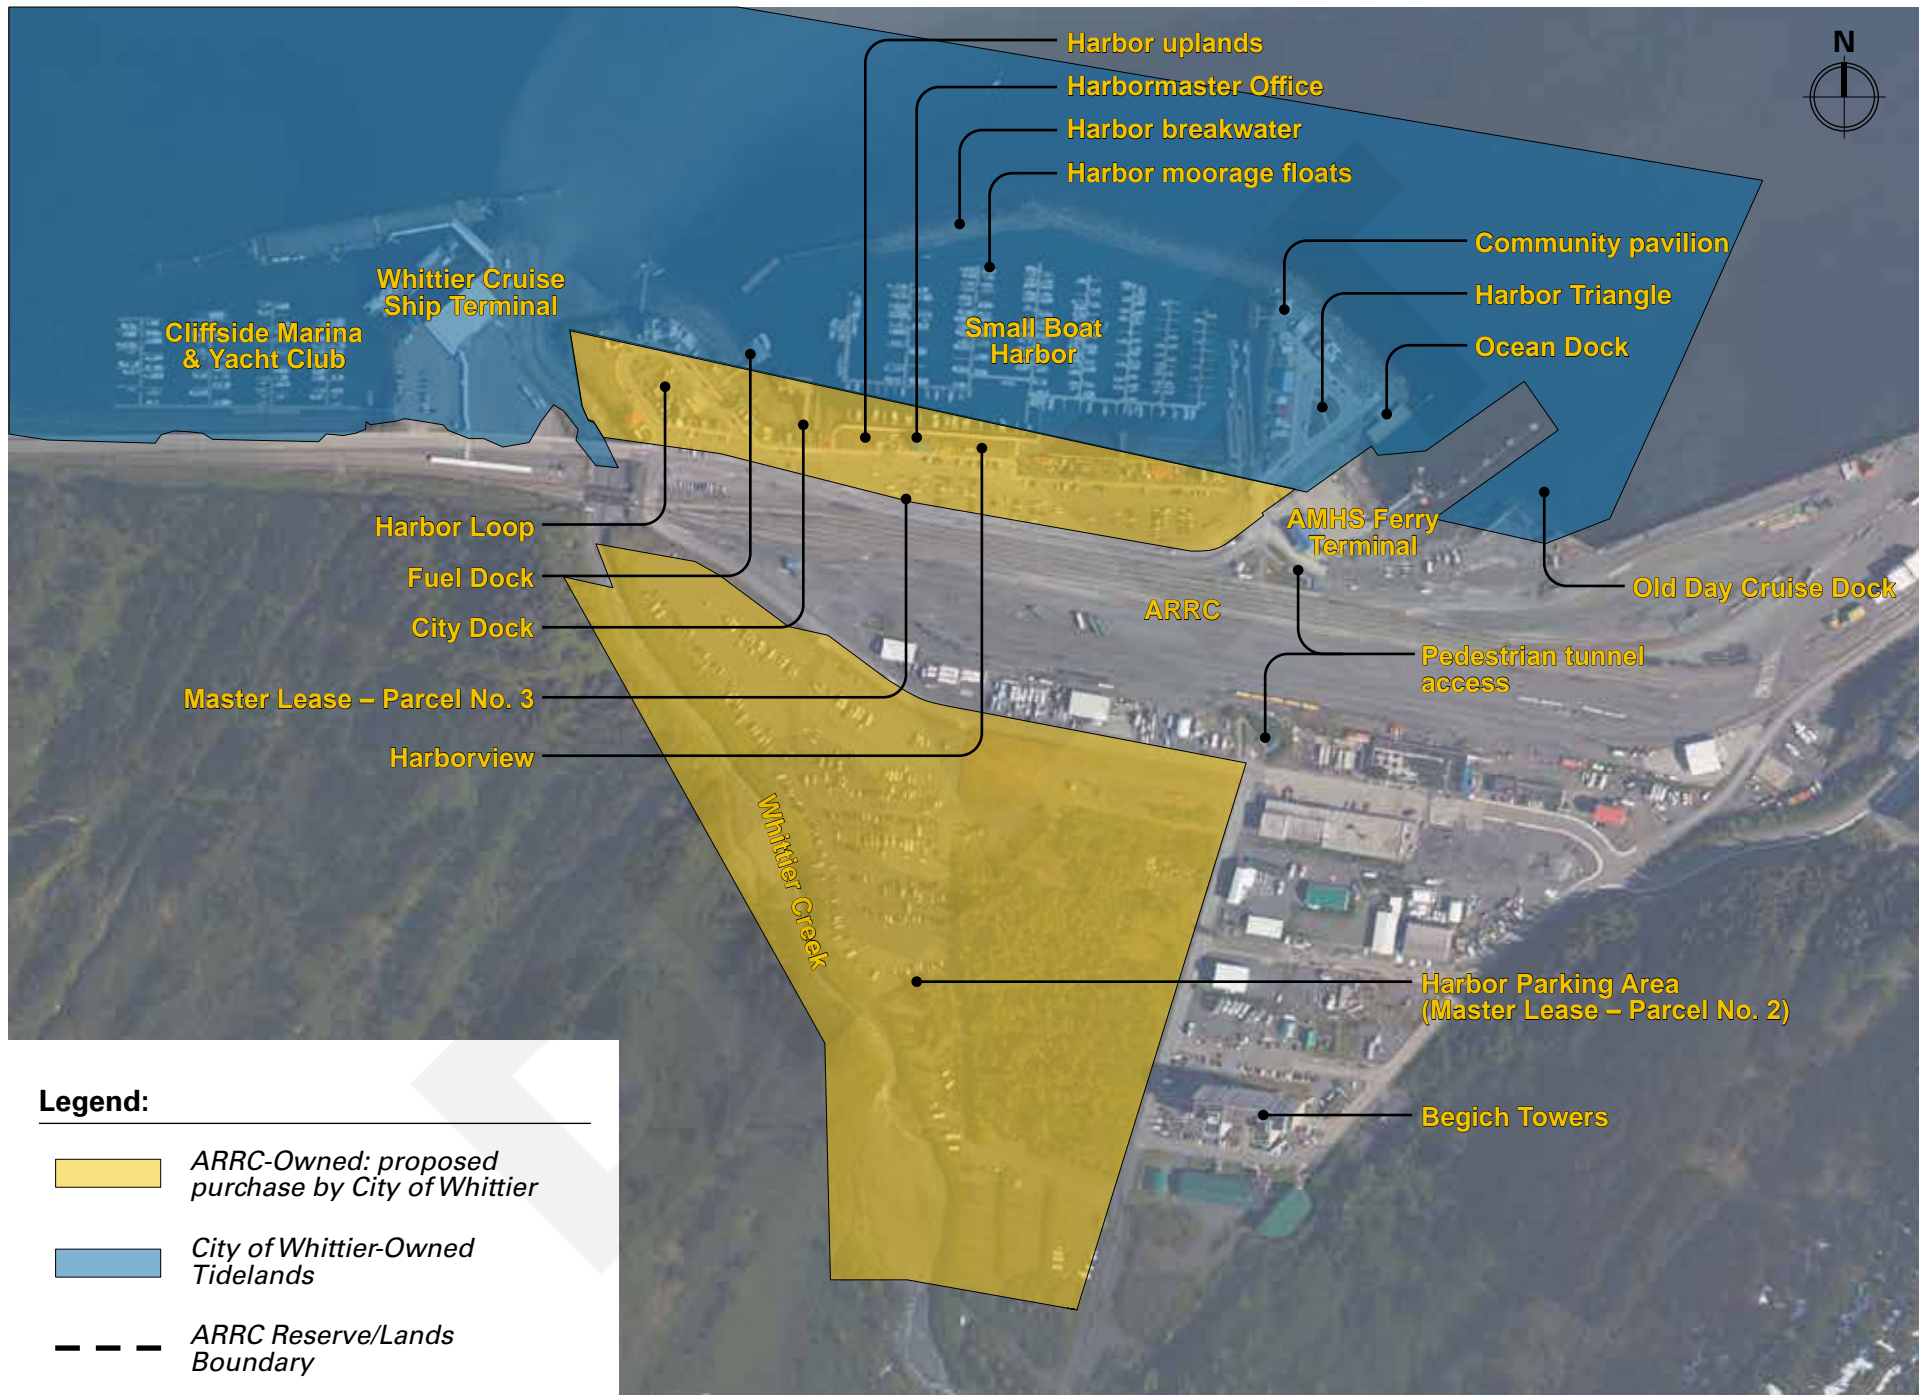 N
Harbor uplands
Harbormaster Office
Harbor breakwater
Harbor moorage floats
Community pavilion
Harbor Triangle
Ocean Dock
Whittier Cruise
Ship Terminal
Cliffside Marina
& Yacht Club
Small Boat
Harbor
Harbor Loop
Fuel Dock
City Dock
Master Lease – Parcel No. 3
Harborview
AMHS Ferry
Terminal
ARRC
Old Day Cruise Dock
Pedestrian tunnel
access
Whittier Creek
Harbor Parking Area
(Master Lease – Parcel No. 2)
Begich Towers
Legend:
ARRC-Owned: proposed
purchase by City of Whittier
City of Whittier-Owned
Tidelands
ARRC Reserve/Lands
Boundary